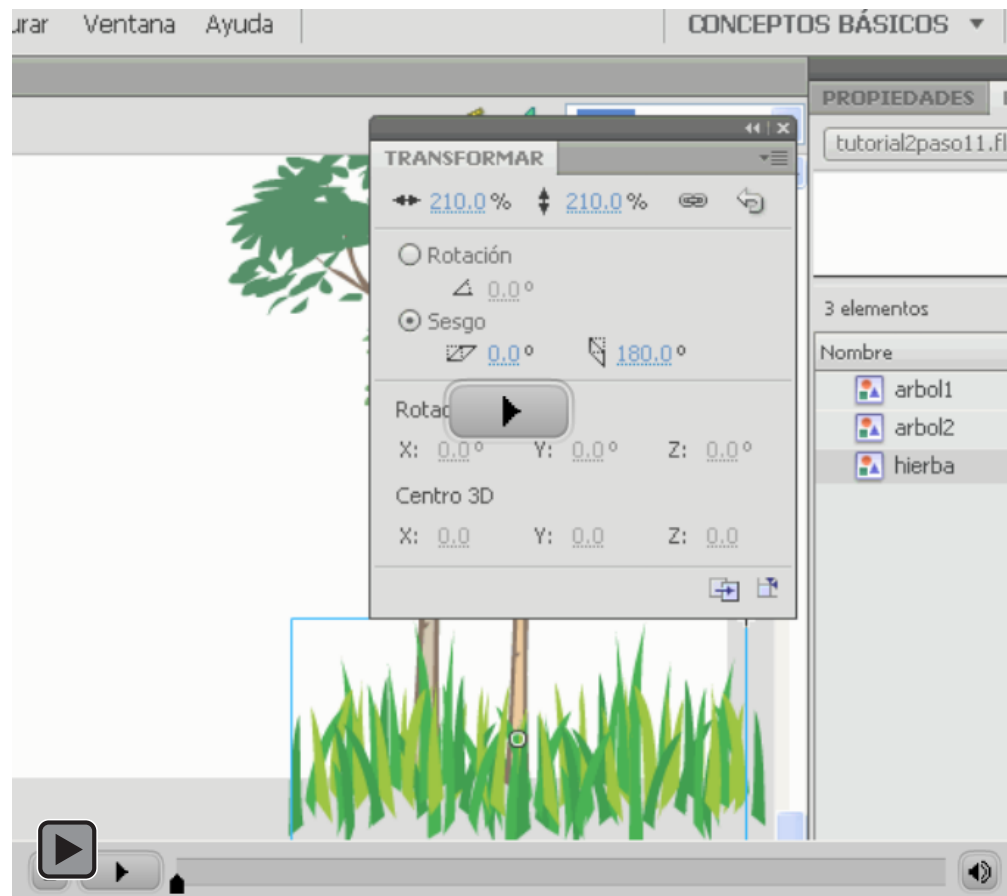 urar Ventana Ayuda
CONCEPTOS BÁSICOS
PROPIEDADES
tutorial2paso11.fl
TRANSFORMAR
210.0 % 210.0 %
Rotación
0.0 º
Sesgo
0.0 º 180.0 º
Rotac
X: 0.0 º Y: 0.0 º Z: 0.0 º
Centro 3D
X: 0.0 Y: 0.0 Z: 0.0
3 elementos
Nombre
arbol1
arbol2
hierba